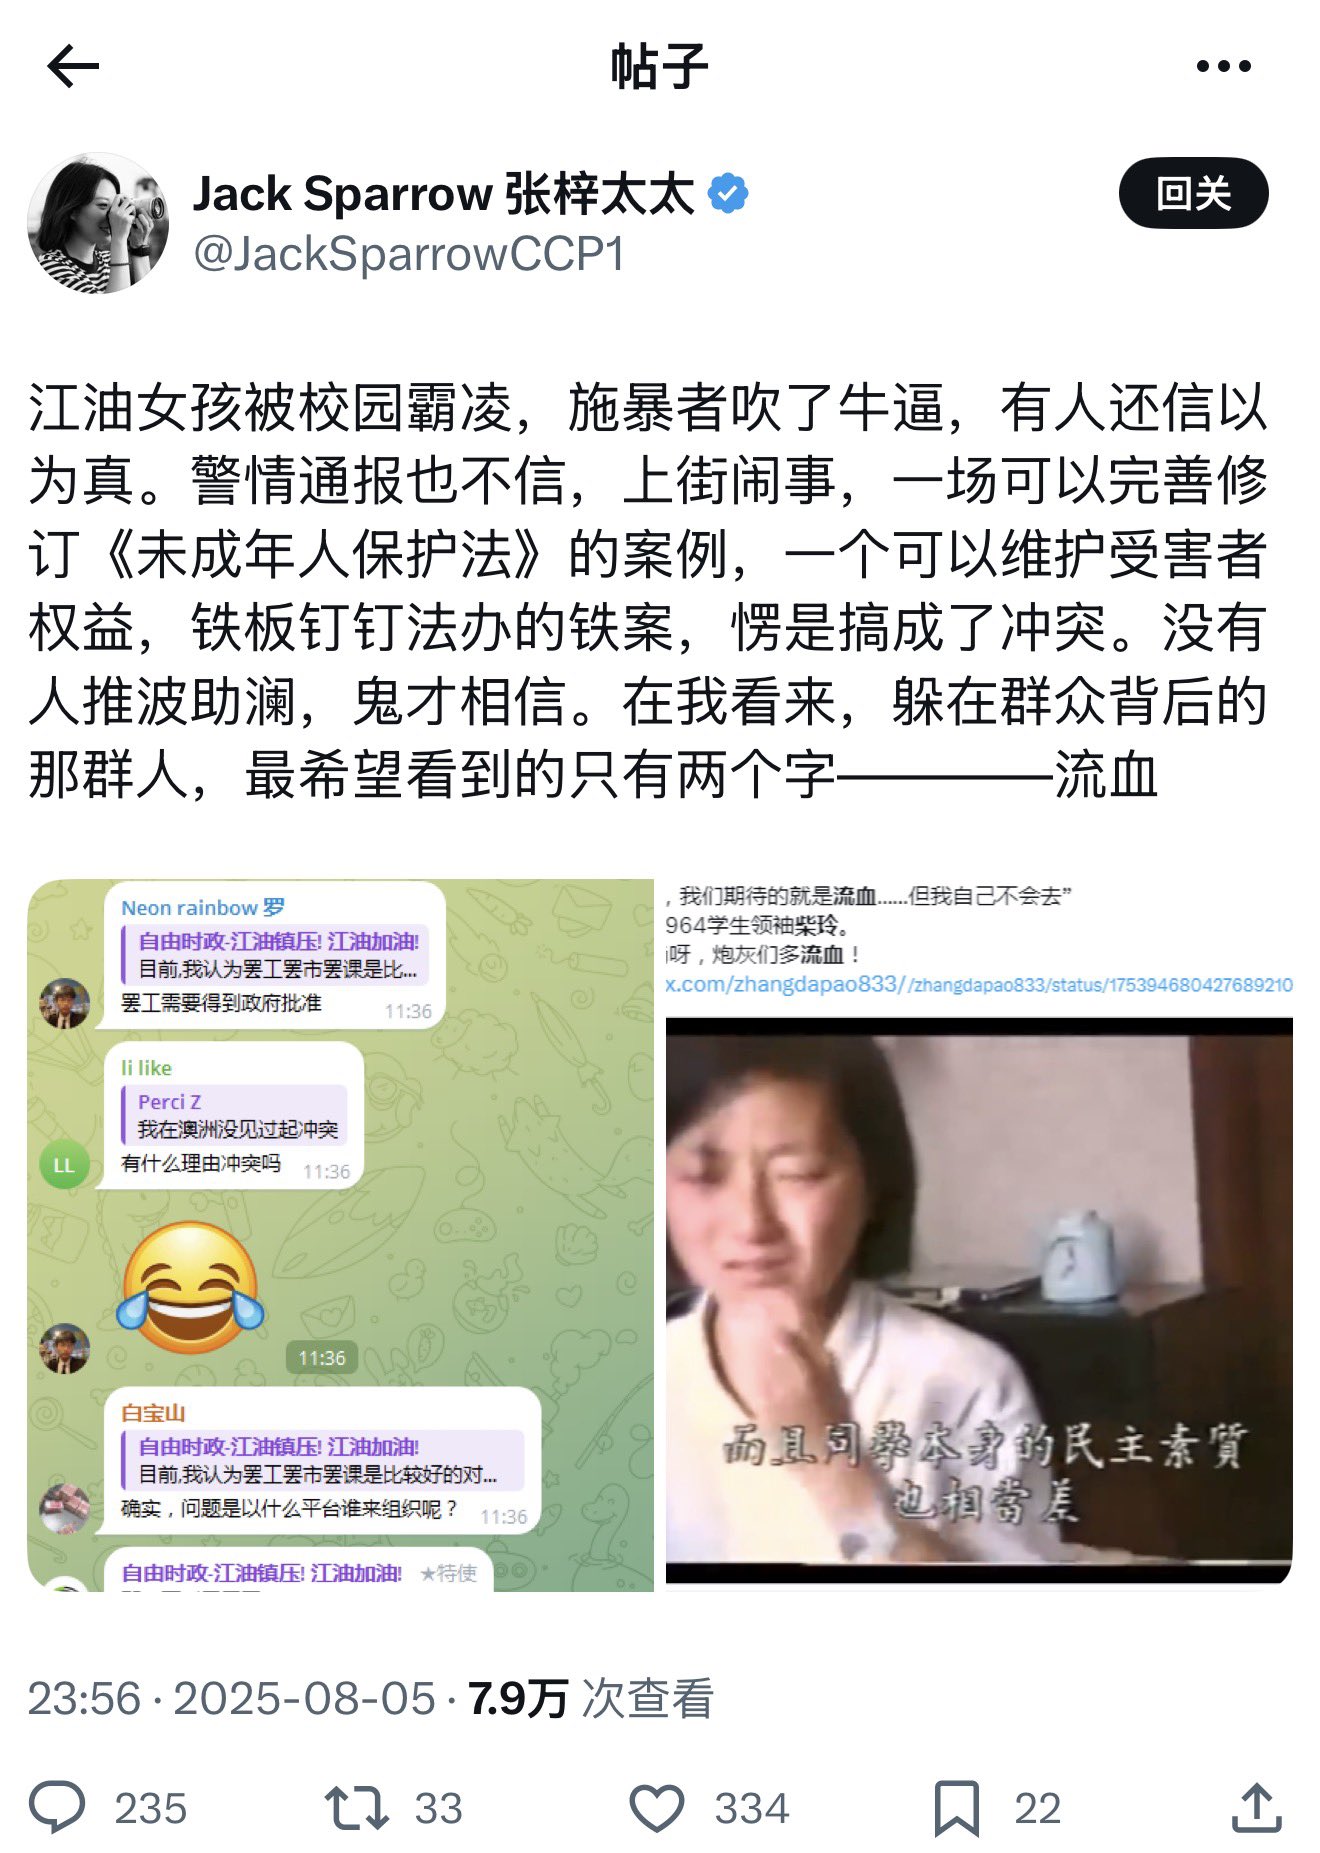 帖子
Jack Sparrow 张梓太太
@JackSparrowCCP1
回关
江油女孩被校园霸凌，施暴者吹了牛逼，有人还信以
为真。警情通报也不信，上街闹事，一场可以完善修
订《未成年人保护法》的案例，一个可以维护受害者
权益，铁板钉钉法办的铁案，愣是搞成了冲突。没有
人推波助澜，鬼才相信。在我看来，躲在群众背后的
那群人，最希望看到的只有两个字————流血
Neon rainbow 罗
自由时政-江油镇压! 江油加油!
目前,我认为罢工罢市罢课是比...
罢工需要得到政府批准
11:36
li like
Perci Z
我在澳洲没见过起冲突
LL
有什么理由冲突吗
11:36
11:36
白宝山
自由时政-江油镇压! 江油加油!
目前,我认为罢工罢市罢课是比较好的对...
确实，问题是以什么平台谁来组织呢？
11:36
自由时政-江油镇压! 江油加油! ★特使
，我们期待的就是流血......但我自己不会去”
964学生领袖柴玲。
呀，炮灰们多流血！
x.com/zhangdapao833//zhangdapao833/status/175394680427689210
而且同學本身的民主素質
也相當差
23:56 · 2025-08-05 · 7.9万 次查看
235 33 334 22